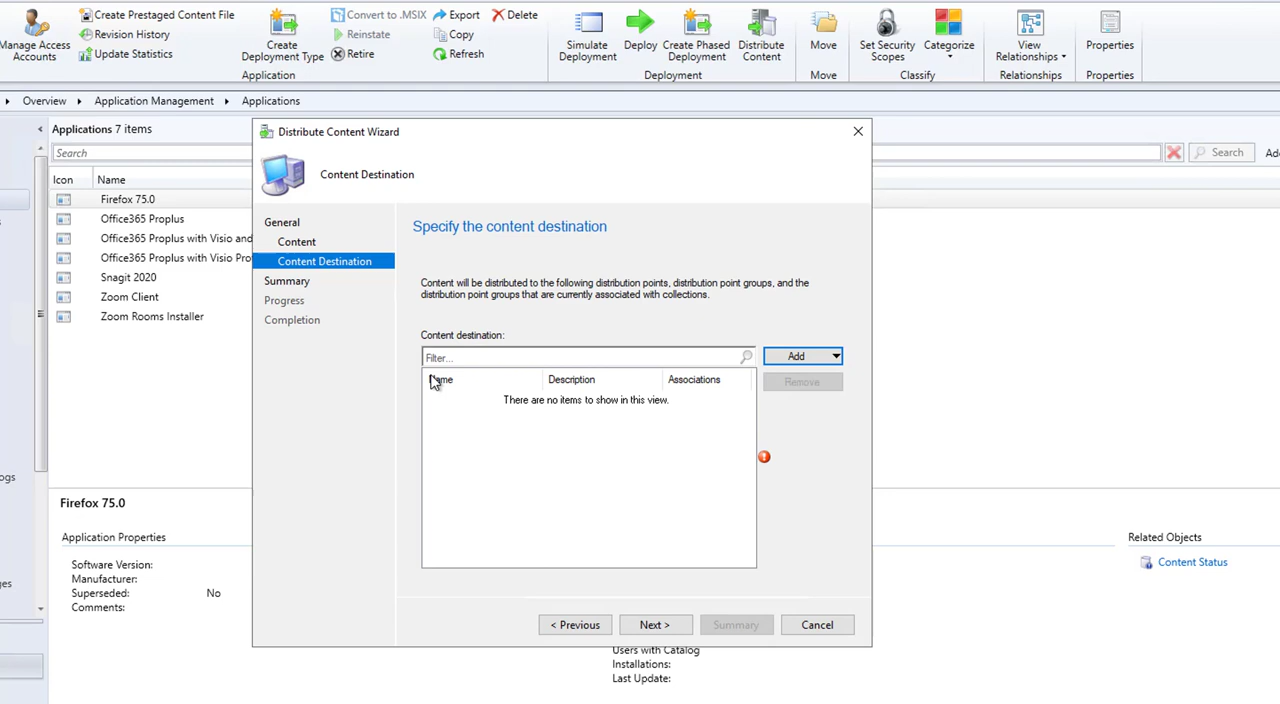 Manage Access
Accounts
Create Prestaged Content File
Revision History
Update Statistics
Create
Deployment Type
Convert to .MSIX
Reinstate
Retire
Export
Copy
Refresh
Delete
Application
Simulate
Deployment
Deploy
Create Phased
Deployment
Distribute
Content
Deployment
Move
Move
Set Security
Scopes
Categorize
Classify
View
Relationships
Relationships
Properties
Properties
Overview
Application Management
Applications
Applications 7 items
Search
Search
Icon Name
Firefox 75.0
Office365 Proplus
Office365 Proplus with Visio and
Office365 Proplus with Visio Pro
Snagit 2020
Zoom Client
Zoom Rooms Installer
Distribute Content Wizard
Content Destination
General
Content
Content Destination
Summary
Progress
Completion
Specify the content destination
Content will be distributed to the following distribution points, distribution point groups, and the
distribution point groups that are currently associated with collections.
Content destination:
Filter...
Add
Remove
Name Description Associations
There are no items to show in this view.
< Previous
Next >
Summary
Cancel
Firefox 75.0
Application Properties
Software Version:
Manufacturer:
Superseded: No
Comments:
Users with Catalog
Installations:
Last Update:
Related Objects
Content Status